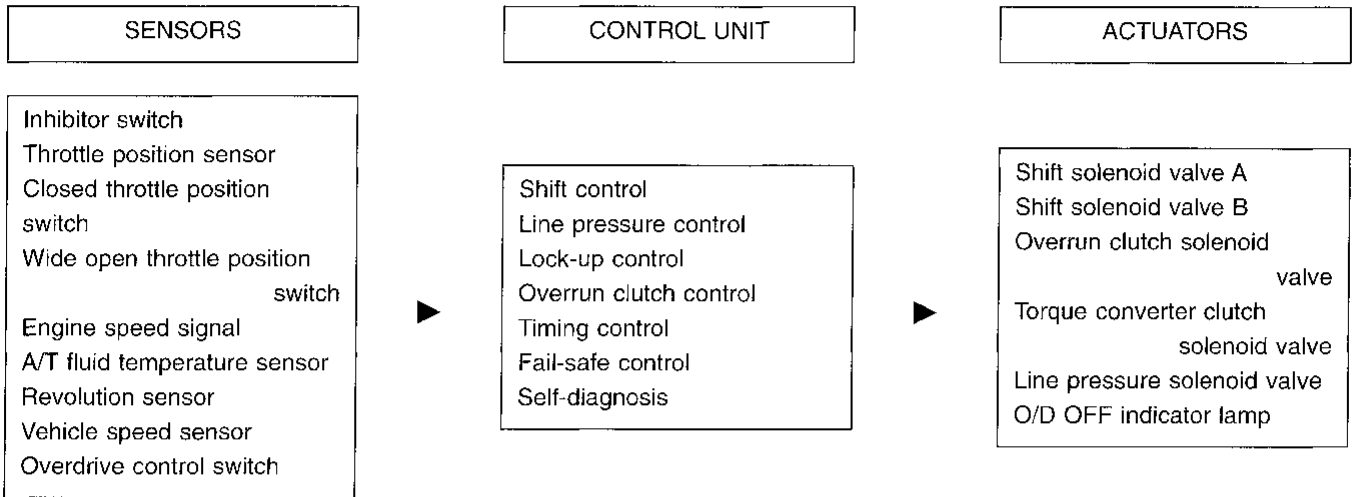 SENSORS
CONTROL UNIT
ACTUATORS
Inhibitor switch
Throttle position sensor
Closed throttle position
switch
Wide open throttle position
switch
Engine speed signal
A/T fluid temperature sensor
Revolution sensor
Vehicle speed sensor
Overdrive control switch
Shift control
Line pressure control
Lock-up control
Overrun clutch control
Timing control
Fail-safe control
Self-diagnosis
Shift solenoid valve A
Shift solenoid valve B
Overrun clutch solenoid
valve
Torque converter clutch
solenoid valve
Line pressure solenoid valve
O/D OFF indicator lamp